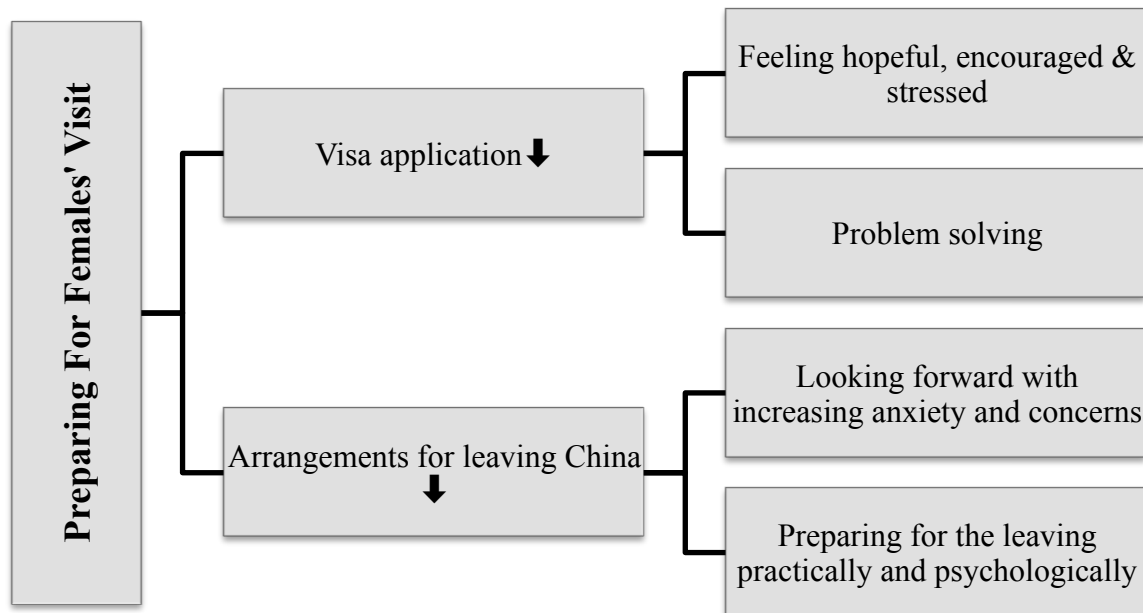 Preparing For Females' Visit
Visa application
Feeling hopeful, encouraged &
stressed
Problem solving
Arrangements for leaving China
Looking forward with
increasing anxiety and concerns
Preparing for the leaving
practically and psychologically